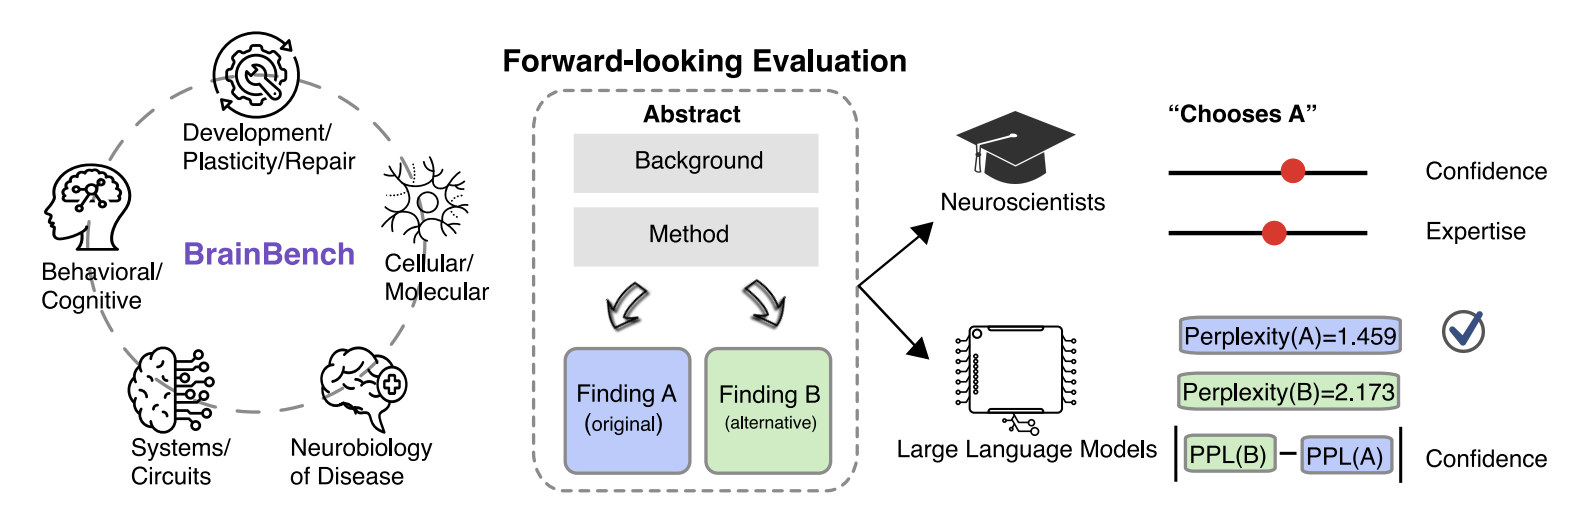 Development/
Plasticity/Repair
Behavioral/
Cognitive
BrainBench
Cellular/
Molecular
Systems/
Circuits
Neurobiology
of Disease
Forward-looking Evaluation
Abstract
Background
Method
Finding A
(original)
Finding B
(alternative)
Neuroscientists
Large Language Models
“Chooses A”
Confidence
Expertise
Perplexity(A)=1.459
Perplexity(B)=2.173
|PPL(B) − PPL(A)| Confidence